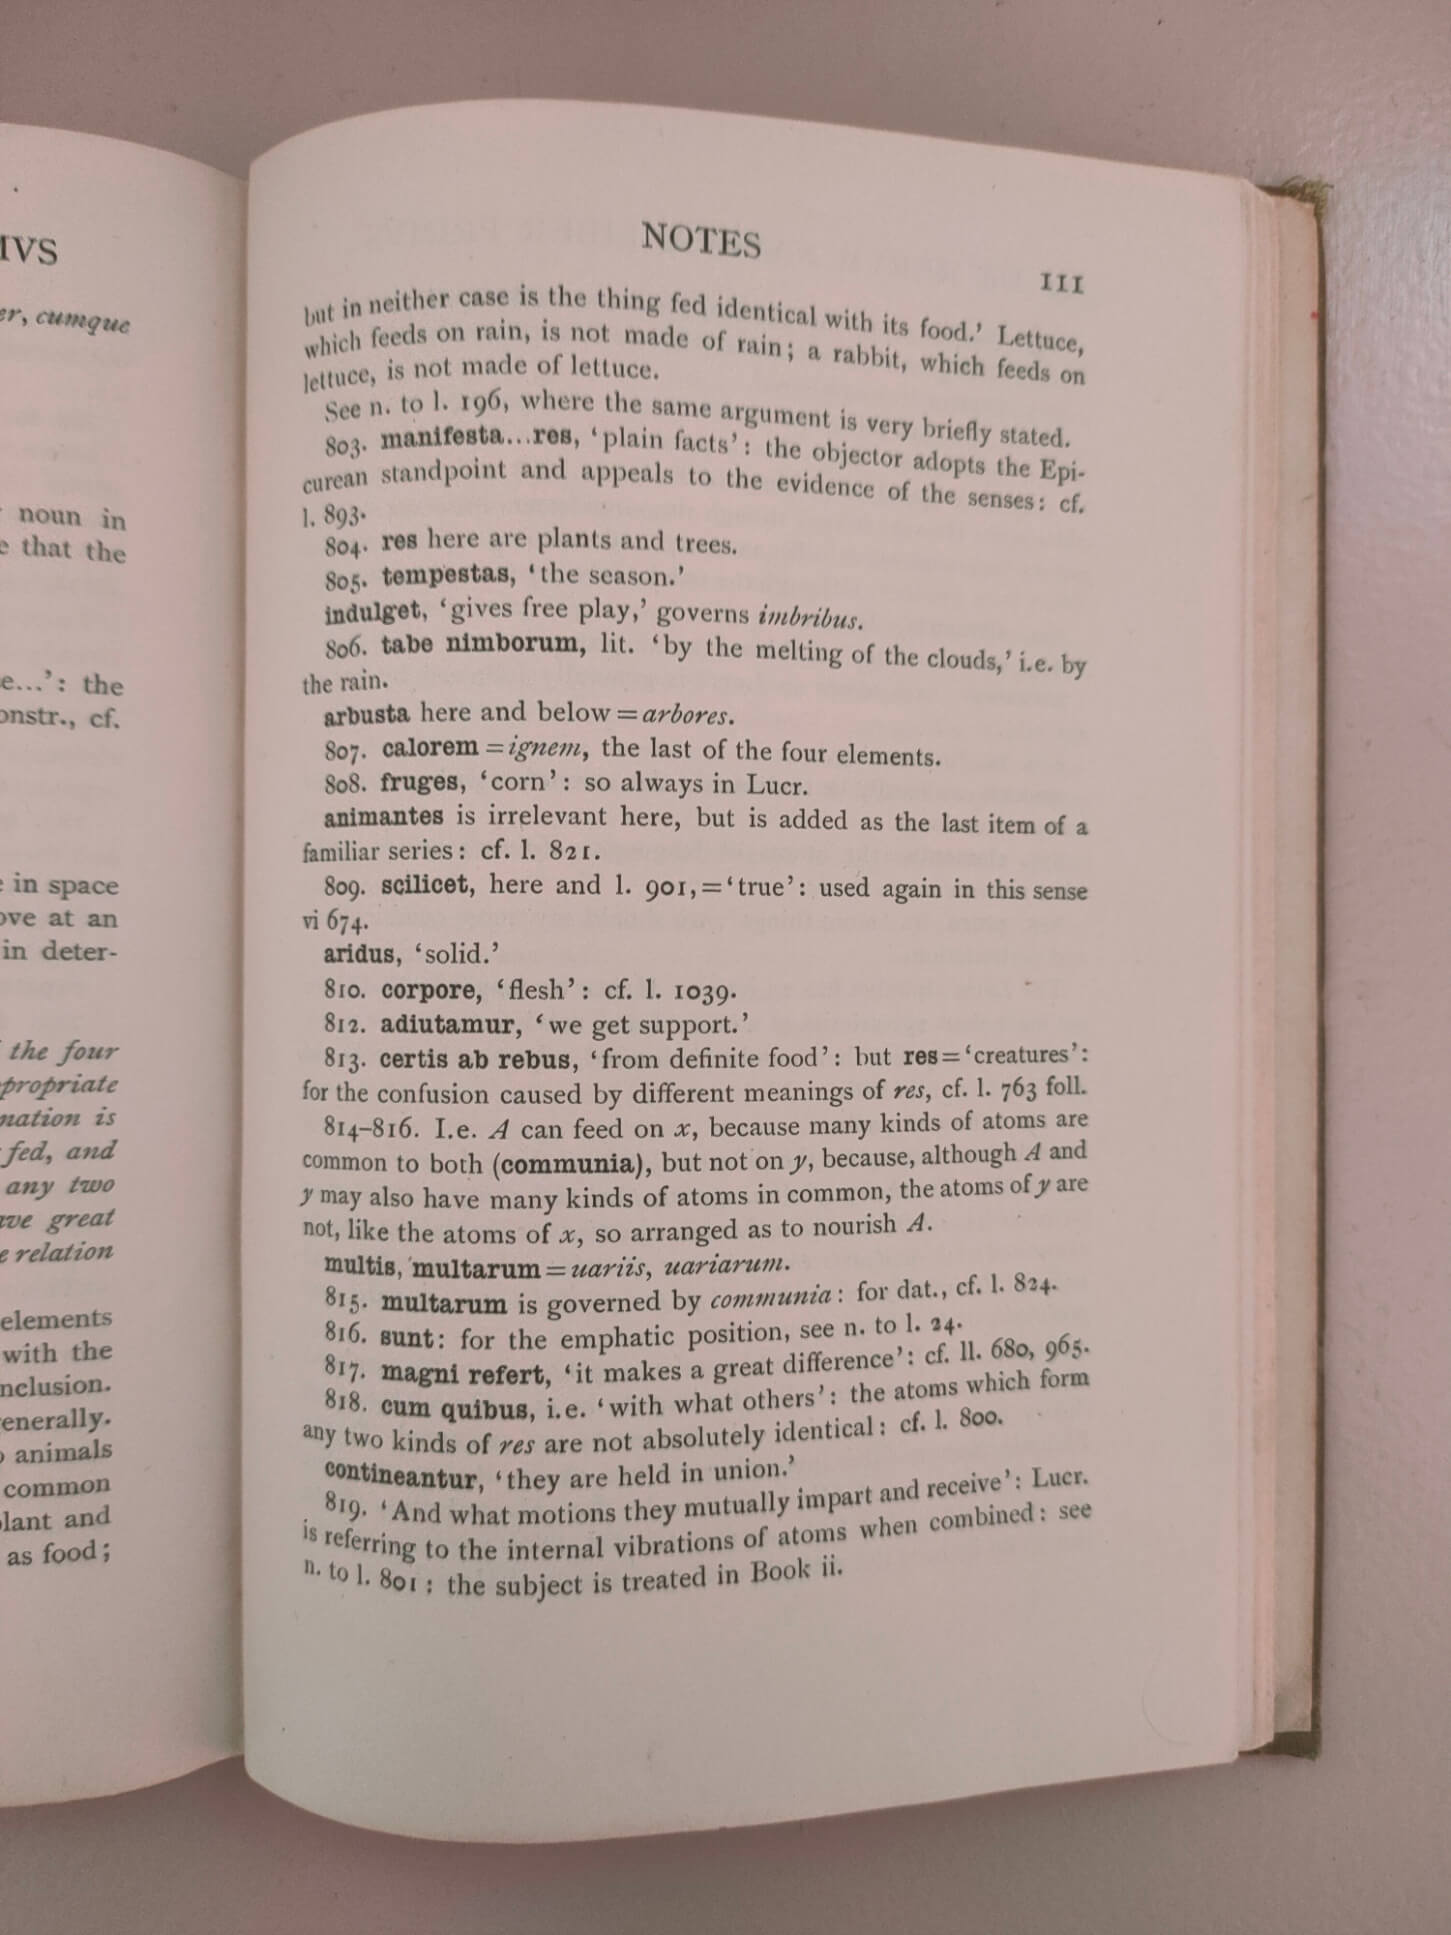 IVS
er, cumque
noun in
e that the
e...’: the
onstr., cf.
e in space
ove at an
in deter-
the four
propriate
nation is
fed, and
any two
ave great
e relation
elements
with the
nclusion.
enerally.
o animals
common
plant and
as food;
NOTES
III
but in neither case is the thing fed identical with its food.’ Lettuce,
which feeds on rain, is not made of rain; a rabbit, which feeds on
lettuce, is not made of lettuce.
See n. to l. 196, where the same argument is very briefly stated.
803. manifesta...res, ‘plain facts’: the objector adopts the Epi-
curean standpoint and appeals to the evidence of the senses: cf.
l. 893.
804. res here are plants and trees.
805. tempestas, ‘the season.’
indulget, ‘gives free play,’ governs imbribus.
806. tabe nimborum, lit. ‘by the melting of the clouds,’ i.e. by
the rain.
arbusta here and below = arbores.
807. calorem = ignem, the last of the four elements.
808. fruges, ‘corn’: so always in Lucr.
animantes is irrelevant here, but is added as the last item of a
familiar series: cf. l. 821.
809. scilicet, here and l. 901, = ‘true’: used again in this sense
vi 674.
aridus, ‘solid.’
810. corpore, ‘flesh’: cf. l. 1039.
812. adiutamur, ‘we get support.’
813. certis ab rebus, ‘from definite food’: but res = ‘creatures’:
for the confusion caused by different meanings of res, cf. l. 763 foll.
814–816. I.e. A can feed on x, because many kinds of atoms are
common to both (communia), but not on y, because, although A and
y may also have many kinds of atoms in common, the atoms of y are
not, like the atoms of x, so arranged as to nourish A.
multis, multarum = uariis, uariarum.
815. multarum is governed by communia: for dat., cf. l. 824.
816. sunt: for the emphatic position, see n. to l. 24.
817. magni refert, ‘it makes a great difference’: cf. ll. 680, 965.
818. cum quibus, i.e. ‘with what others’: the atoms which form
any two kinds of res are not absolutely identical: cf. l. 800.
contineantur, ‘they are held in union.’
819. ‘And what motions they mutually impart and receive’: Lucr.
is referring to the internal vibrations of atoms when combined: see
n. to l. 801: the subject is treated in Book ii.